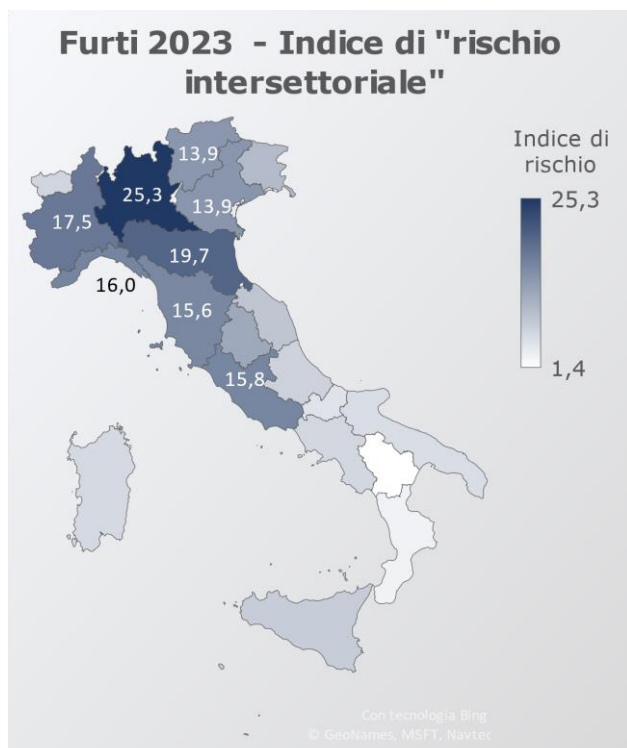 Furti 2023 - Indice di "rischio
intersettoriale"
Indice di
rischio
25,3
1,4
13,9
25,3
13,9
17,5
19,7
16,0
15,6
15,8
Con tecnologia Bing
© GeoNames, MSFT, Navtec